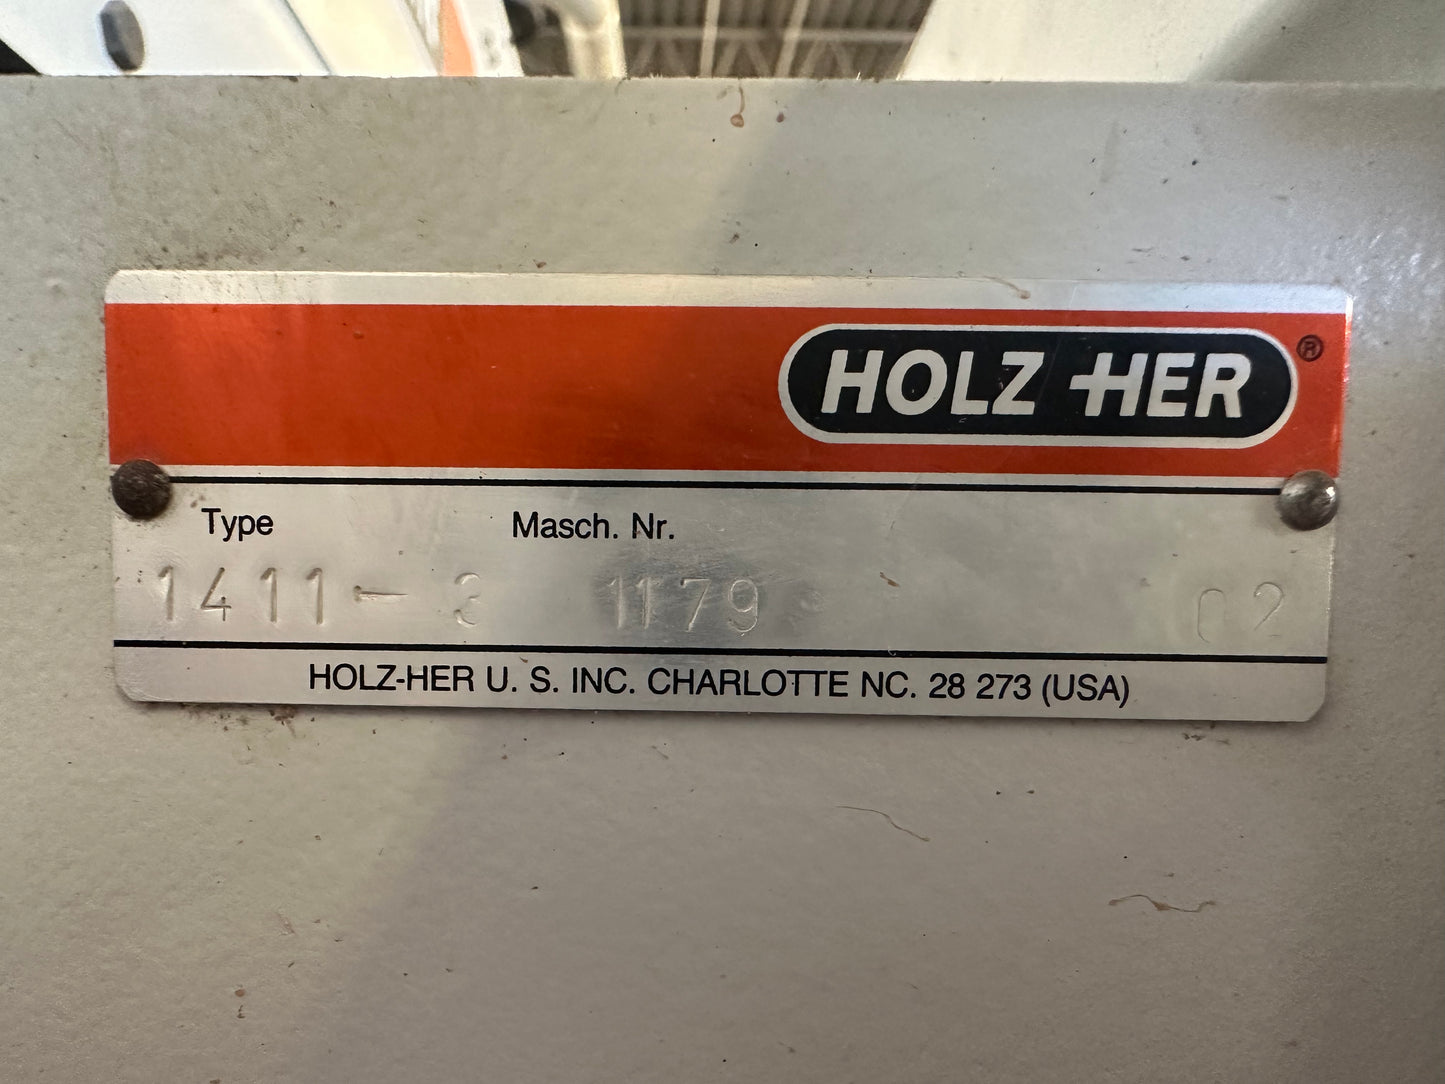 HOLZ-HER®
Type Masch. Nr.
1411-3 1179 02
HOLZ-HER U. S. INC. CHARLOTTE NC. 28 273 (USA)